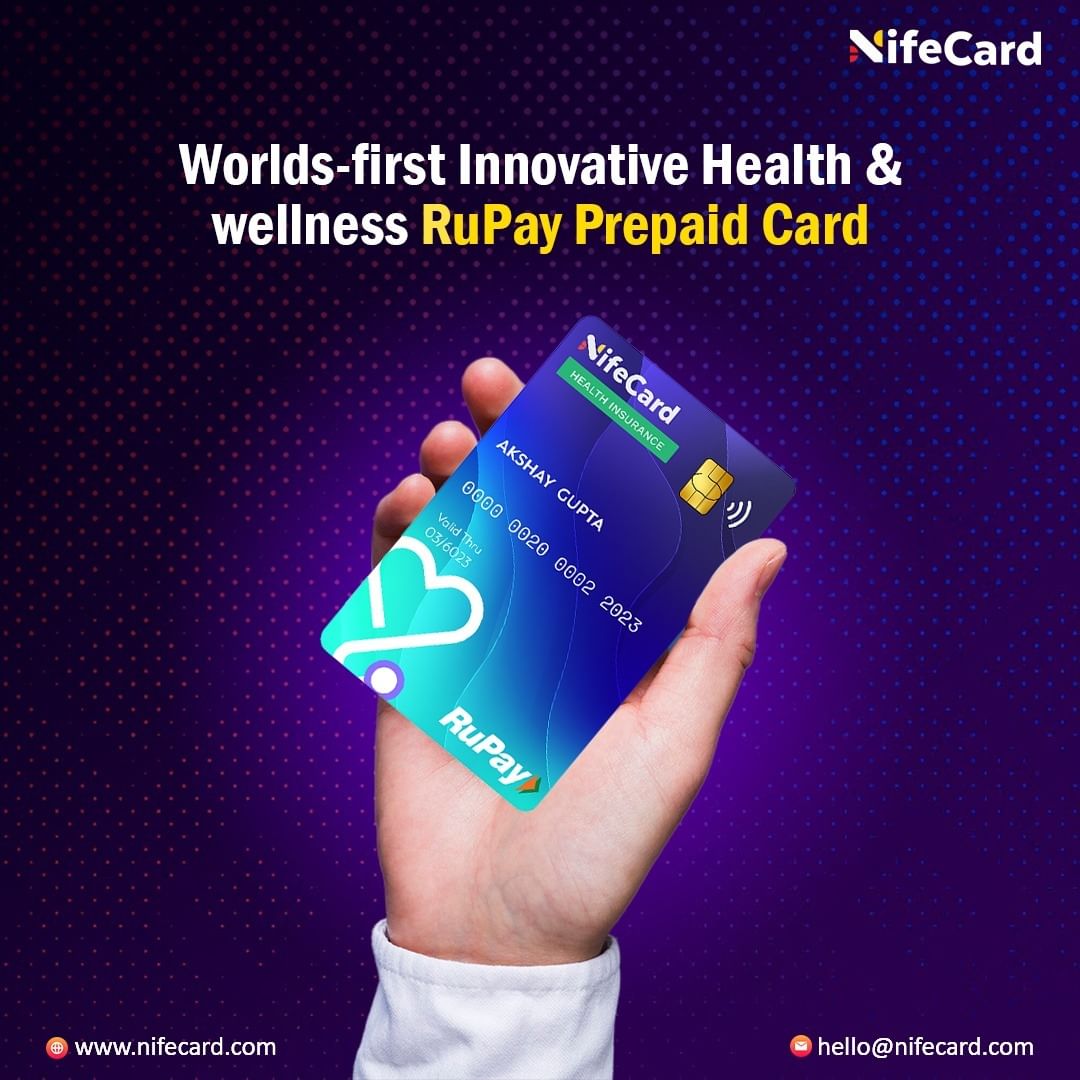 NifeCard
Worlds-first Innovative Health &
wellness RuPay Prepaid Card
NifeCard
HEALTH INSURANCE
AKSHAY GUPTA
0000 0020 0002 2023
Valid Thru
03/6023
RuPay
www.nifecard.com
hello@nifecard.com